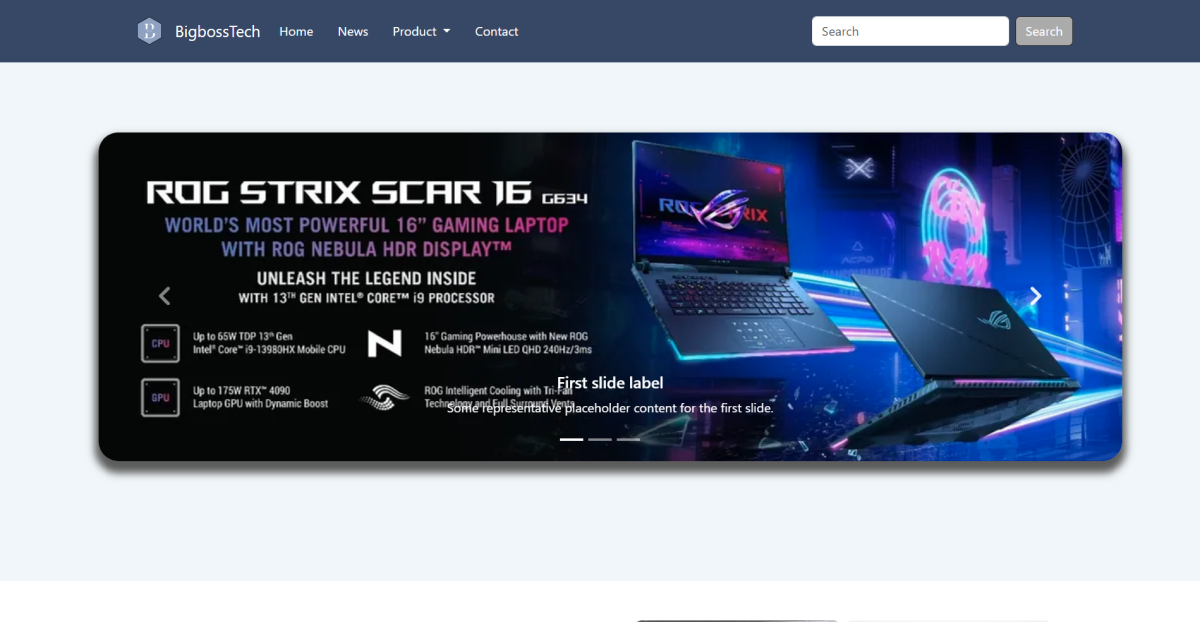 B
BigbossTech
Home
News
Product
Contact
Search
Search
ROG STRIX SCAR 16 G634
WORLD'S MOST POWERFUL 16" GAMING LAPTOP
WITH ROG NEBULA HDR DISPLAY™
UNLEASH THE LEGEND INSIDE
WITH 13TH GEN INTEL® CORE™ i9 PROCESSOR
CPU
Up to 65W TDP 13th Gen
Intel® Core™ i9-13980HX Mobile CPU
N
16" Gaming Powerhouse with New ROG
Nebula HDR™ Mini LED QHD 240Hz/3ms
GPU
Up to 175W RTX™ 4090
Laptop GPU with Dynamic Boost
ROG Intelligent Cooling with Tri-Fan
Technology and Full Surround Vents
First slide label
Some representative placeholder content for the first slide.